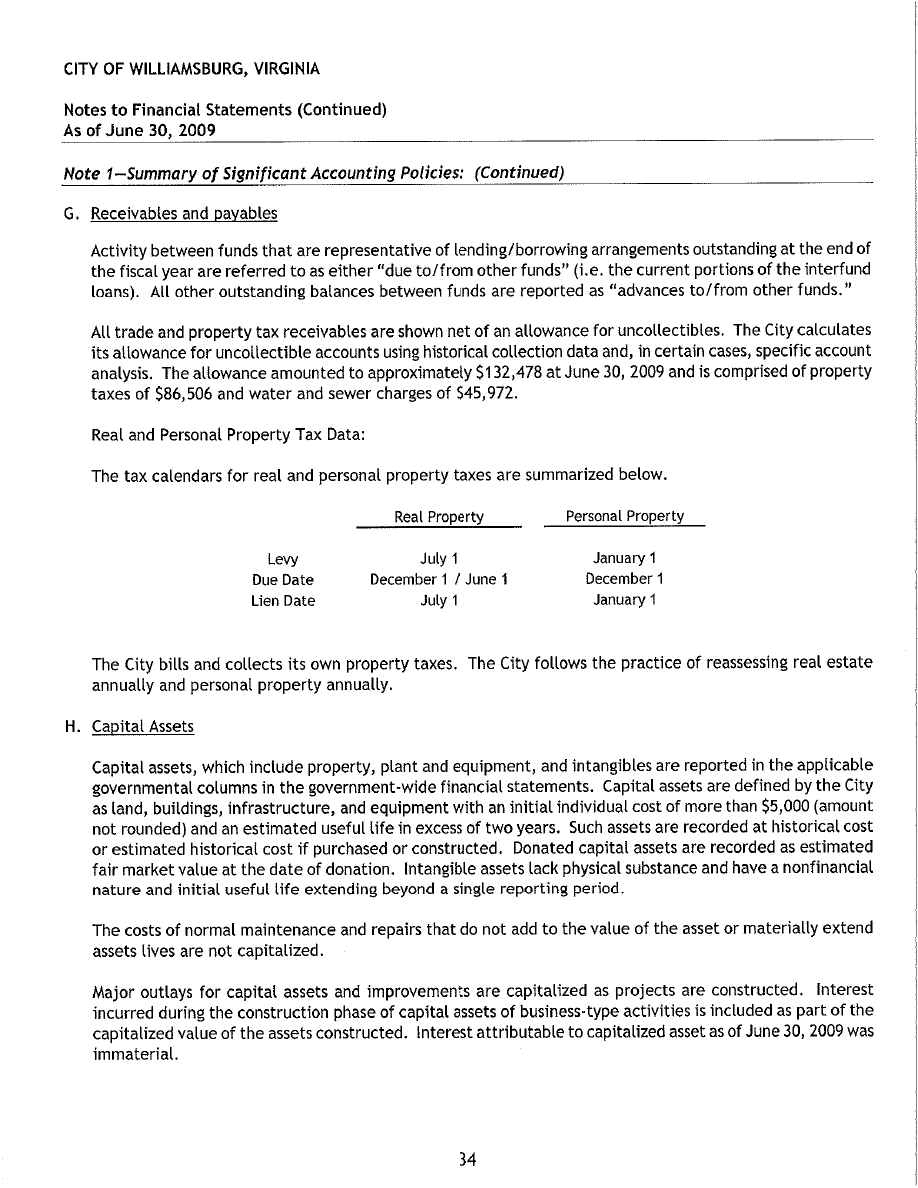 CITY OF WILLIAMSBURG, VIRGINIA
Notes to Financial Statements (Continued)
As of June 30, 2009
Note 1—Summary of Significant Accounting Policies: (Continued)
G. Receivables and payables
Activity between funds that are representative of lending/borrowing arrangements outstanding at the end of
the fiscal year are referred to as either “due to/from other funds” (i.e. the current portions of the interfund
loans). All other outstanding balances between funds are reported as “advances to/from other funds.”
All trade and property tax receivables are shown net of an allowance for uncollectibles. The City calculates
its allowance for uncollectible accounts using historical collection data and, in certain cases, specific account
analysis. The allowance amounted to approximately $132,478 at June 30, 2009 and is comprised of property
taxes of $86,506 and water and sewer charges of $45,972.
Real and Personal Property Tax Data:
The tax calendars for real and personal property taxes are summarized below.
Real Property Personal Property
Levy July 1 January 1
Due Date December 1 / June 1 December 1
Lien Date July 1 January 1
The City bills and collects its own property taxes. The City follows the practice of reassessing real estate
annually and personal property annually.
H. Capital Assets
Capital assets, which include property, plant and equipment, and intangibles are reported in the applicable
governmental columns in the government-wide financial statements. Capital assets are defined by the City
as land, buildings, infrastructure, and equipment with an initial individual cost of more than $5,000 (amount
not rounded) and an estimated useful life in excess of two years. Such assets are recorded at historical cost
or estimated historical cost if purchased or constructed. Donated capital assets are recorded as estimated
fair market value at the date of donation. Intangible assets lack physical substance and have a nonfinancial
nature and initial useful life extending beyond a single reporting period.
The costs of normal maintenance and repairs that do not add to the value of the asset or materially extend
assets lives are not capitalized.
Major outlays for capital assets and improvements are capitalized as projects are constructed. Interest
incurred during the construction phase of capital assets of business-type activities is included as part of the
capitalized value of the assets constructed. Interest attributable to capitalized asset as of June 30, 2009 was
immaterial.
34